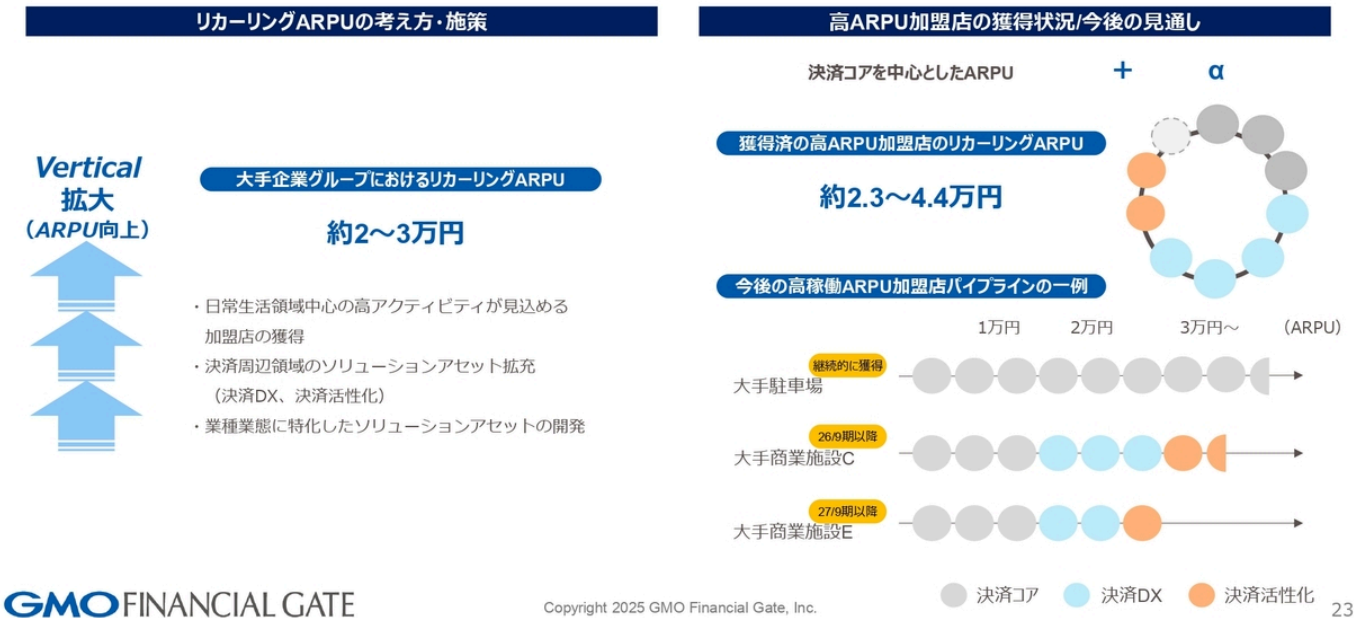 リカーリングARPUの考え方・施策
Vertical
拡大
（ARPU向上）
大手企業グループにおけるリカーリングARPU
約2～3万円
・日常生活領域中心の高アクティビティが見込める
加盟店の獲得
・決済周辺領域のソリューションアセット拡充
（決済DX、決済活性化）
・業種業態に特化したソリューションアセットの開発
高ARPU加盟店の獲得状況/今後の見通し
決済コアを中心としたARPU + α
獲得済の高ARPU加盟店のリカーリングARPU
約2.3～4.4万円
今後の高稼働ARPU加盟店パイプラインの一例
1万円 2万円 3万円～ （ARPU）
継続的に獲得
大手駐車場
26/9期以降
大手商業施設C
27/9期以降
大手商業施設E
決済コア 決済DX 決済活性化
GMO FINANCIAL GATE
Copyright 2025 GMO Financial Gate, Inc.
23